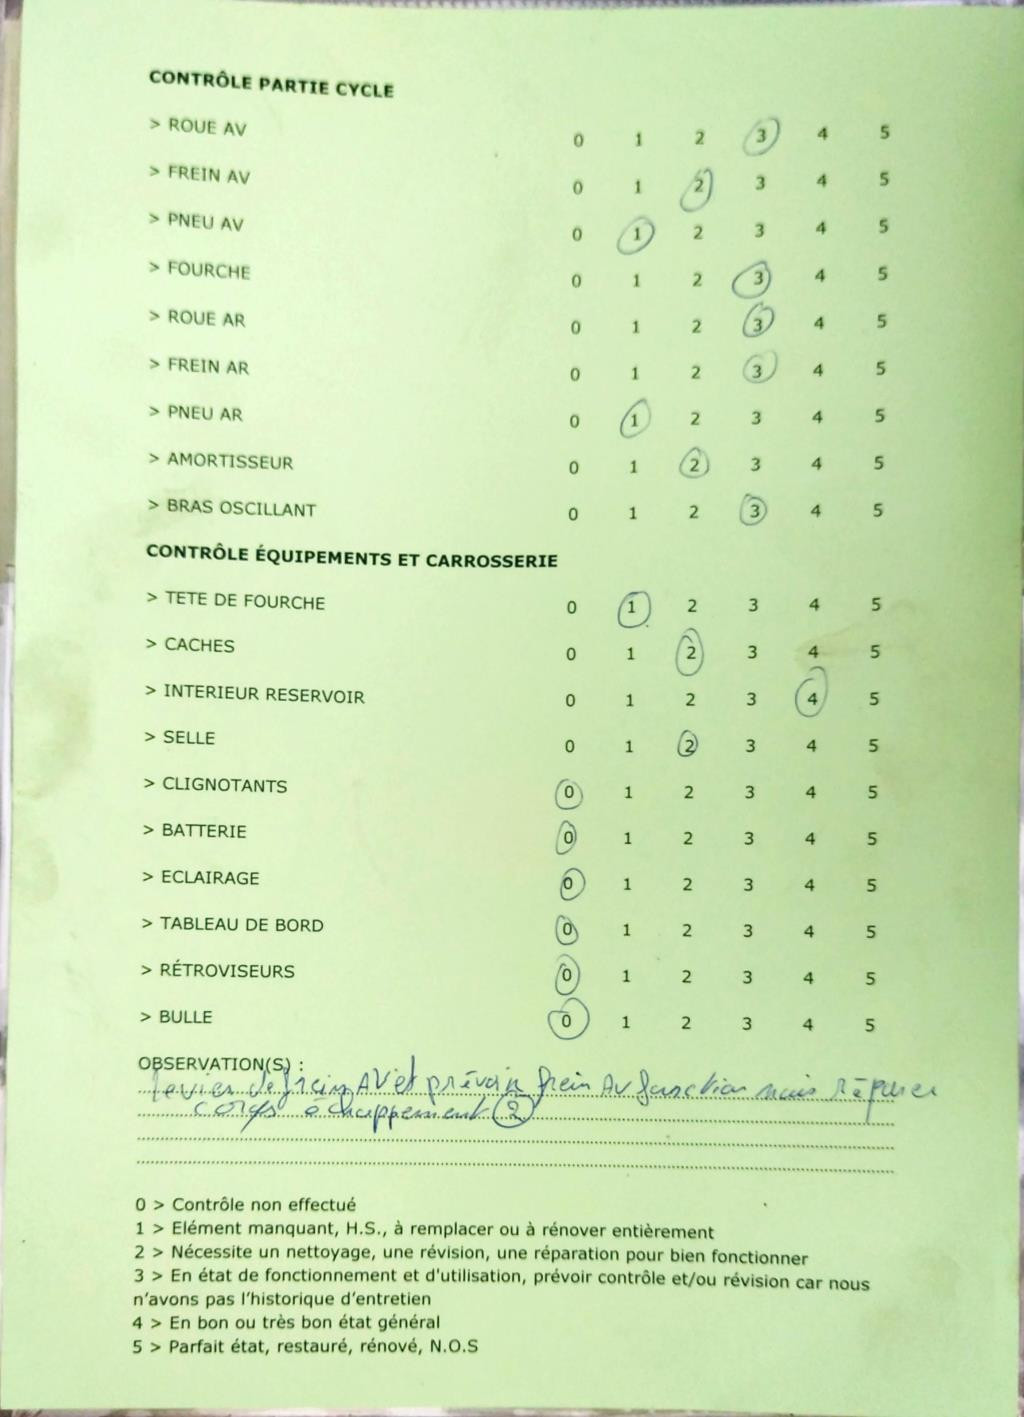 CONTRÔLE PARTIE CYCLE
> ROUE AV 0 1 2 3 4 5
> FREIN AV 0 1 2 3 4 5
> PNEU AV 0 1 2 3 4 5
> FOURCHE 0 1 2 3 4 5
> ROUE AR 0 1 2 3 4 5
> FREIN AR 0 1 2 3 4 5
> PNEU AR 0 1 2 3 4 5
> AMORTISSEUR 0 1 2 3 4 5
> BRAS OSCILLANT 0 1 2 3 4 5
CONTRÔLE ÉQUIPEMENTS ET CARROSSERIE
> TETE DE FOURCHE 0 1 2 3 4 5
> CACHES 0 1 2 3 4 5
> INTERIEUR RESERVOIR 0 1 2 3 4 5
> SELLE 0 1 2 3 4 5
> CLIGNOTANTS 0 1 2 3 4 5
> BATTERIE 0 1 2 3 4 5
> ECLAIRAGE 0 1 2 3 4 5
> TABLEAU DE BORD 0 1 2 3 4 5
> RÉTROVISEURS 0 1 2 3 4 5
> BULLE 0 1 2 3 4 5
OBSERVATION(S) :
levier de frein AV et prévoir frein AV fonction mais
échappement 2
0 > Contrôle non effectué
1 > Elément manquant, H.S., à remplacer ou à rénover entièrement
2 > Nécessite un nettoyage, une révision, une réparation pour bien fonctionner
3 > En état de fonctionnement et d'utilisation, prévoir contrôle et/ou révision car nous
n'avons pas l'historique d'entretien
4 > En bon ou très bon état général
5 > Parfait état, restauré, rénové, N.O.S